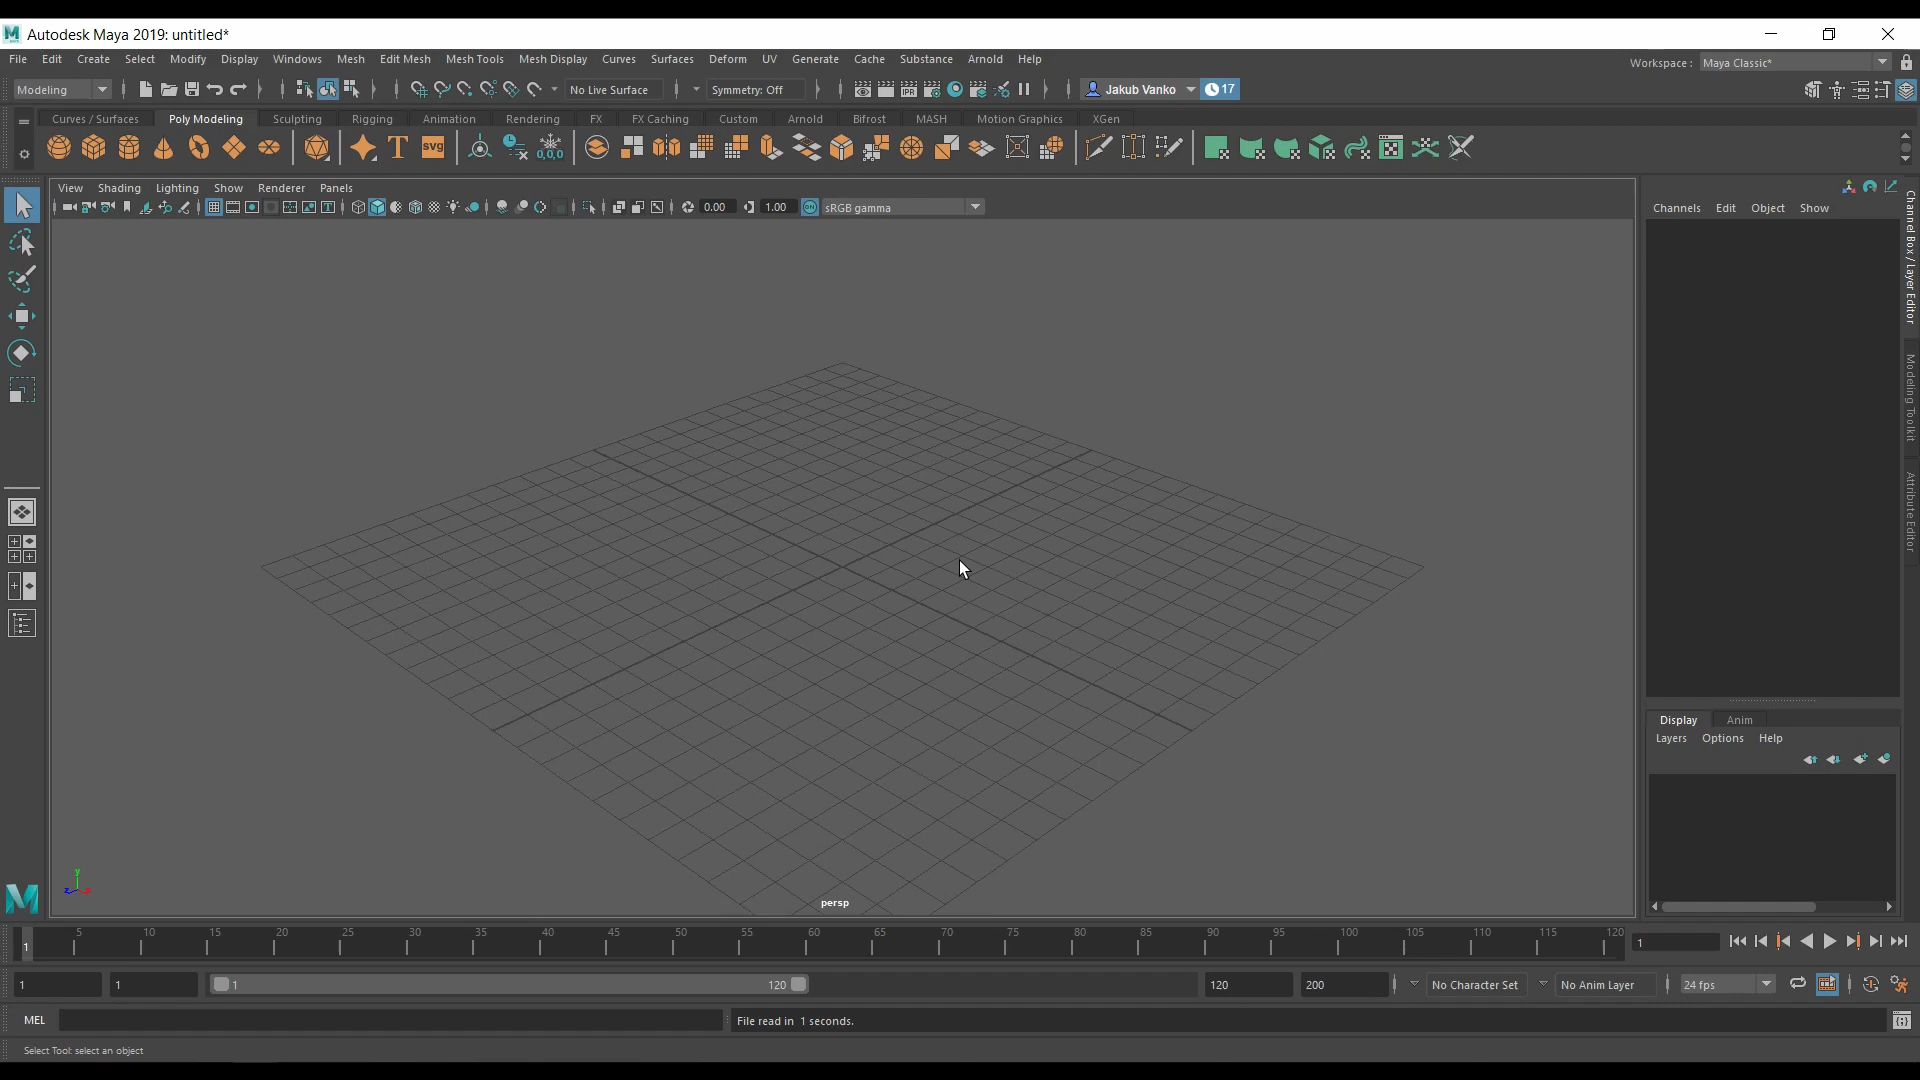 Autodesk Maya 2019: untitled*
File Edit Create Select Modify Display Windows Mesh Edit Mesh Mesh Tools Mesh Display Curves Surfaces Deform UV Generate Cache Substance Arnold Help Workspace : Maya Classic*
Modeling No Live Surface Symmetry: Off IPR Jakub Vanko 17
Curves / Surfaces Poly Modeling Sculpting Rigging Animation Rendering FX FX Caching Custom Arnold Bifrost MASH Motion Graphics XGen
T SVG 0,0,0
View Shading Lighting Show Renderer Panels
0.00 1.00 ON sRGB gamma
Channels Edit Object Show
Channel Box / Layer Editor
Modeling Toolkit
Attribute Editor
Display Anim
Layers Options Help
y
z x
persp
1 5 10 15 20 25 30 35 40 45 50 55 60 65 70 75 80 85 90 95 100 105 110 115 120 1
1 1 1 120 120 200 No Character Set No Anim Layer 24 fps
MEL File read in 1 seconds.
Select Tool: select an object